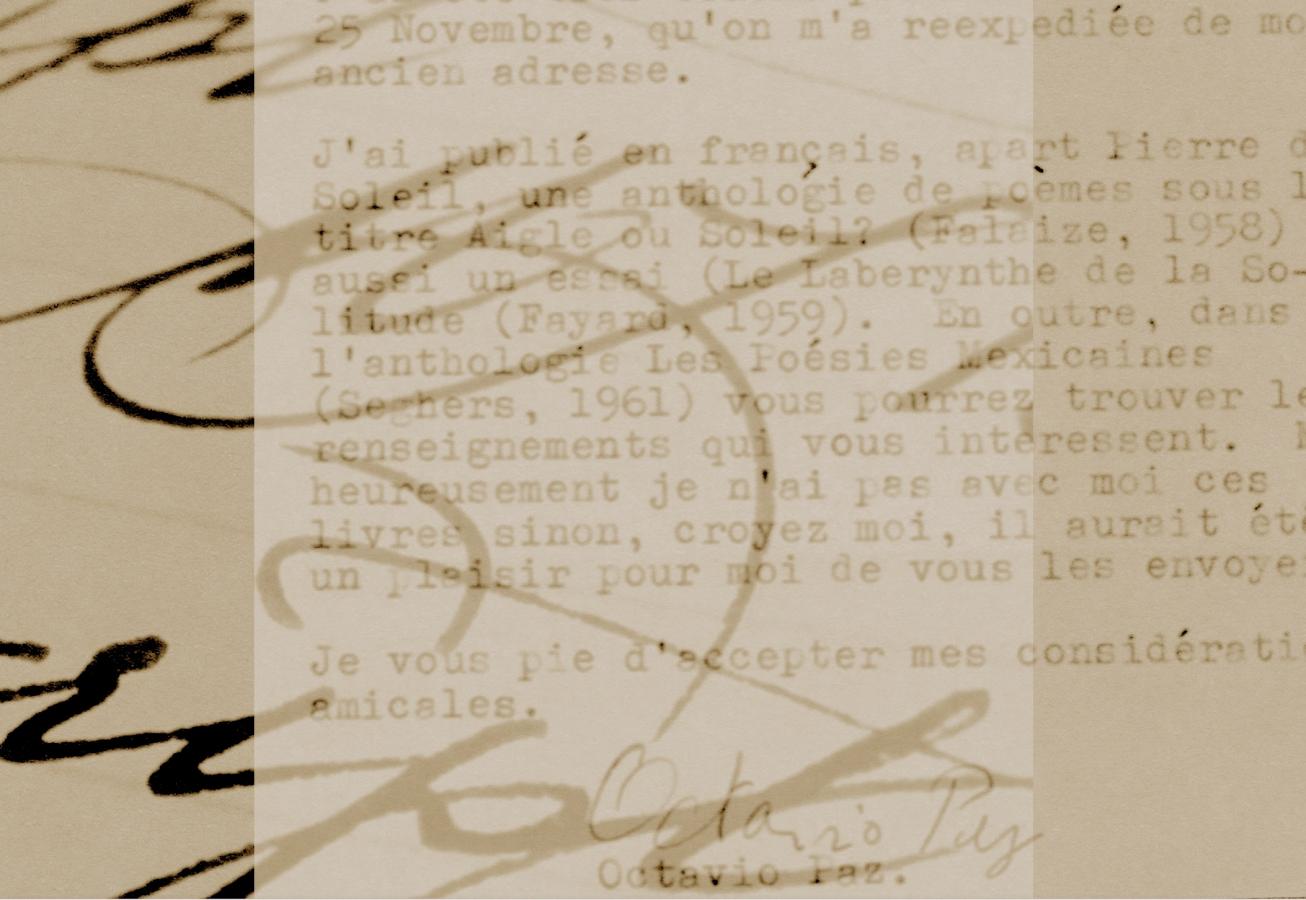 25 Novembre, qu'on m'a reexpediée de mo
ancien adresse.
J'ai publié en français, apart Pierre d
Soleil, une anthologie de poemes sous l
titre Aigle ou Soleil? (Falaize, 1958)
aussi un essai (Le Laberynthe de la So-
litude (Fayard, 1959). En outre, dans
l'anthologie Les Poésies Mexicaines
(Seghers, 1961) vous pourrez trouver le
renseignements qui vous interessent.
heureusement je n'ai pas avec moi ces
livres sinon, croyez moi, il aurait été
un plaisir pour moi de vous les envoye
Je vous pie d'accepter mes considérati
amicales.
Octavio Paz
Octavio Paz.